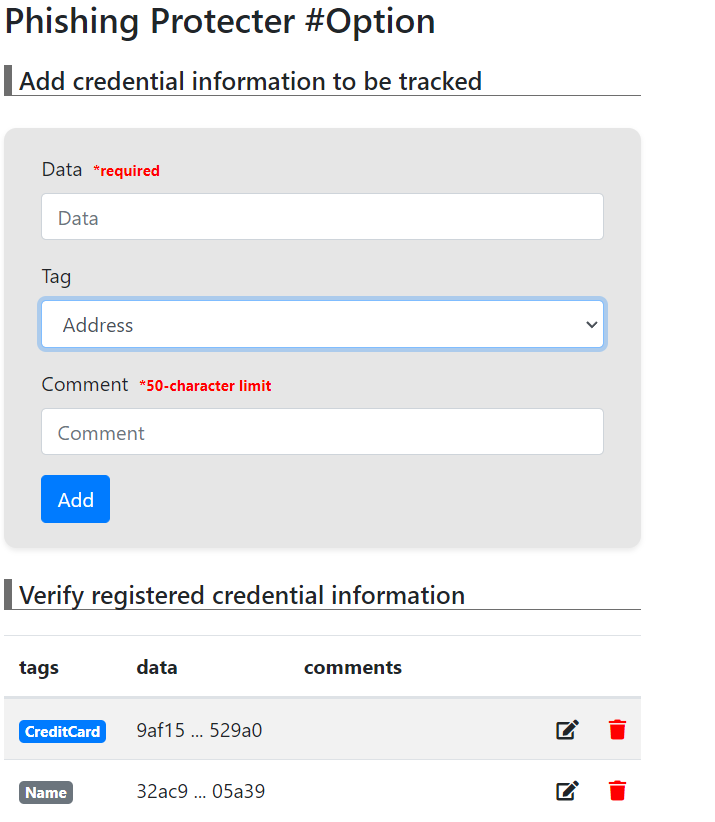 Phishing Protecter #Option
Add credential information to be tracked
Data *required
Data
Tag
Address
Comment *50-character limit
Comment
Add
Verify registered credential information
tags data comments
CreditCard 9af15 ... 529a0
Name 32ac9 ... 05a39